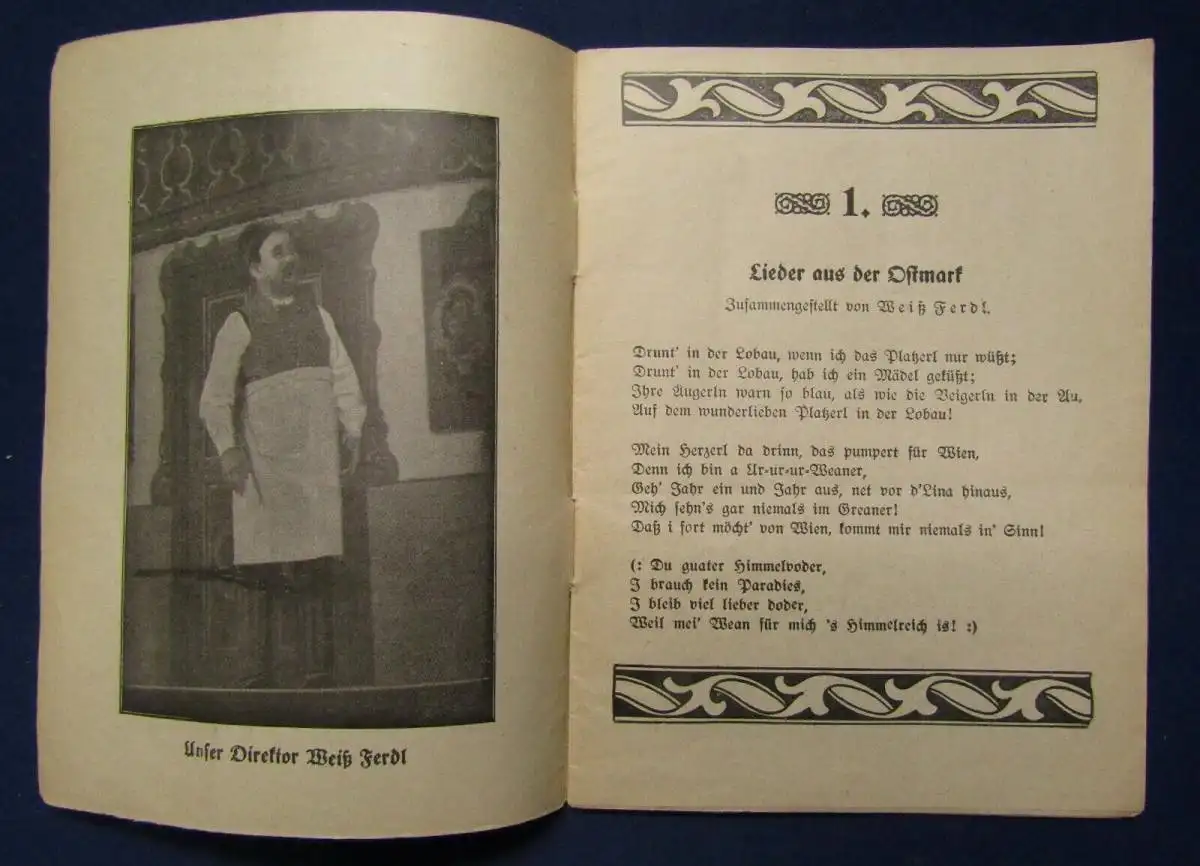 Unser Direktor Weiß Ferdl
1.
Lieder aus der Ostmark
Zusammengestellt von Weiß Ferdl.
Drunt' in der Lobau, wenn ich das Platzerl nur wüßt;
Drunt' in der Lobau, hab ich ein Mädel geküßt;
Ihre Äugerln warn so blau, als wie die Veigerln in der Au,
Auf dem wunderlieben Platzerl in der Lobau!
Mein Herzerl da drinn, das pumpert für Wien,
Denn ich bin a Ur-ur-ur-Weaner,
Geh' Jahr ein und Jahr aus, net vor d'Lina hinaus,
Mich sehn's gar niemals im Greaner!
Daß i fort möcht' von Wien, kommt mir niemals in' Sinn!
(: Du guater Himmelvoder,
I brauch kein Paradies,
I bleib viel lieber doder,
Weil mei' Wean für mich 's Himmelreich is! :)